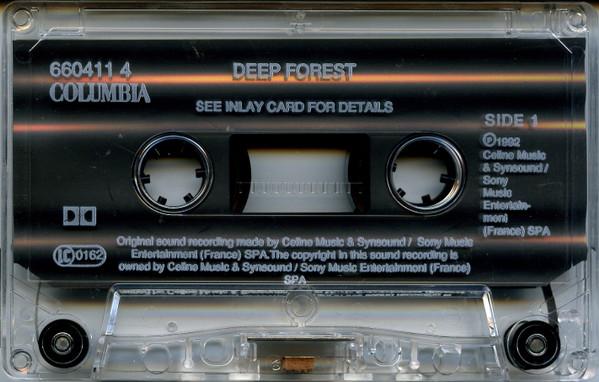 660411 4
COLUMBIA
DEEP FOREST
SEE INLAY CARD FOR DETAILS
SIDE 1
Ⓟ1992
Celine Music
& Synsound /
Sony
Music
Entertain-
ment
(France) SPA
LC 0162
Original sound recording made by Celine Music & Synsound / Sony Music
Entertainment (France) SPA.The copyright in this sound recording is
owned by Celine Music & Synsound / Sony Music Entertainment (France)
SPA